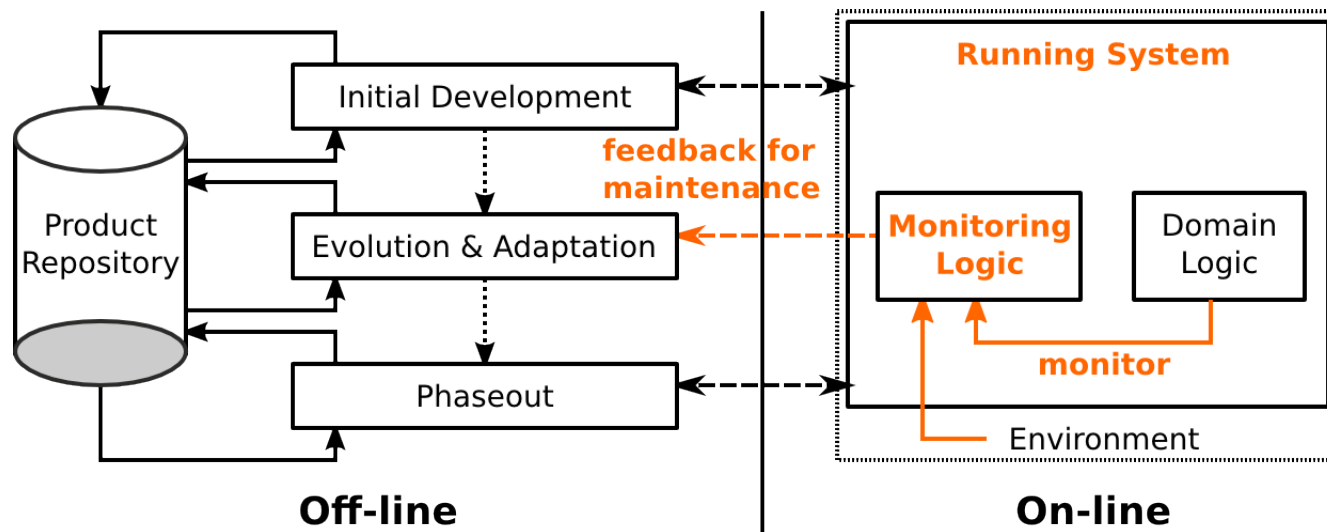 Running System
Initial Development
feedback for
maintenance
Product
Repository
Evolution & Adaptation
Monitoring
Logic
Domain
Logic
monitor
Phaseout
Environment
Off-line
On-line